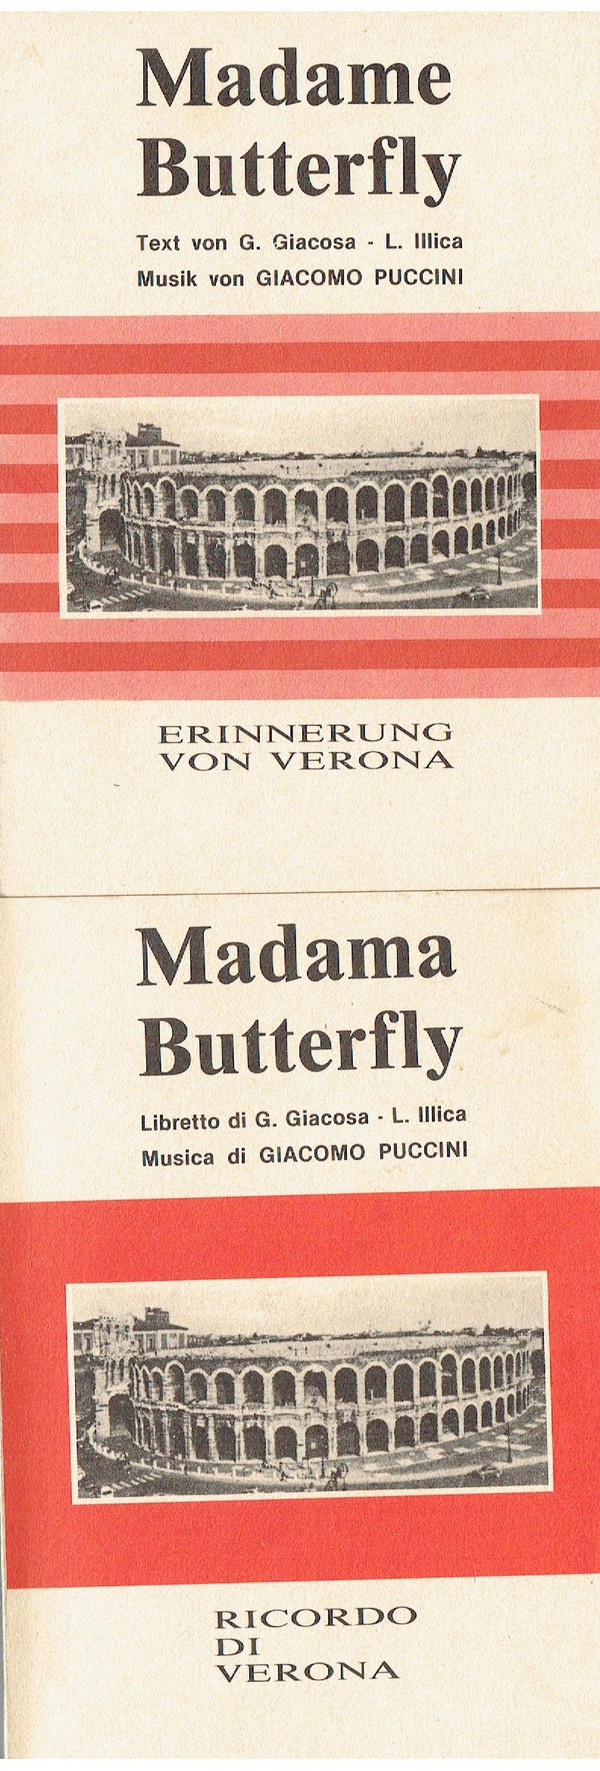 Madame
Butterfly
Text von G. Giacosa - L. Illica
Musik von GIACOMO PUCCINI
ERINNERUNG
VON VERONA
Madama
Butterfly
Libretto di G. Giacosa - L. Illica
Musica di GIACOMO PUCCINI
RICORDO
DI
VERONA